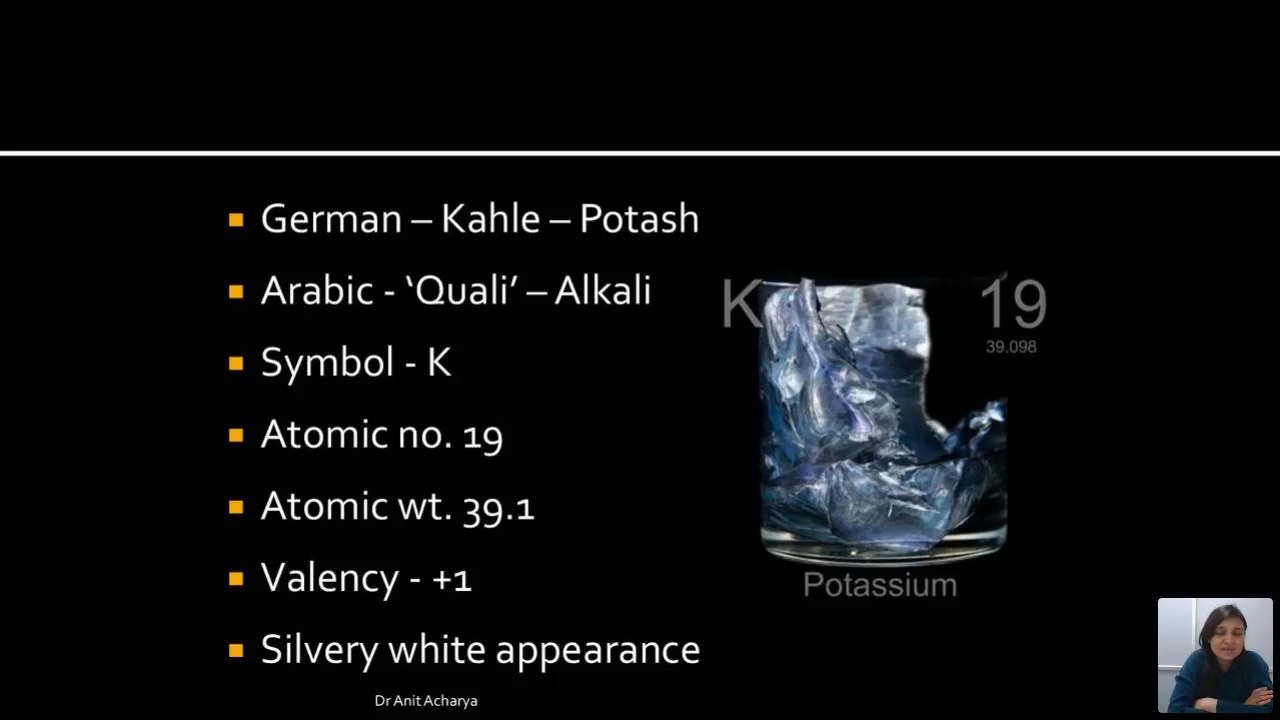 German – Kahle – Potash
Arabic - ‘Quali’ – Alkali
Symbol - K
Atomic no. 19
Atomic wt. 39.1
Valency - +1
Silvery white appearance
K 19
39.098
Potassium
Dr Anit Acharya